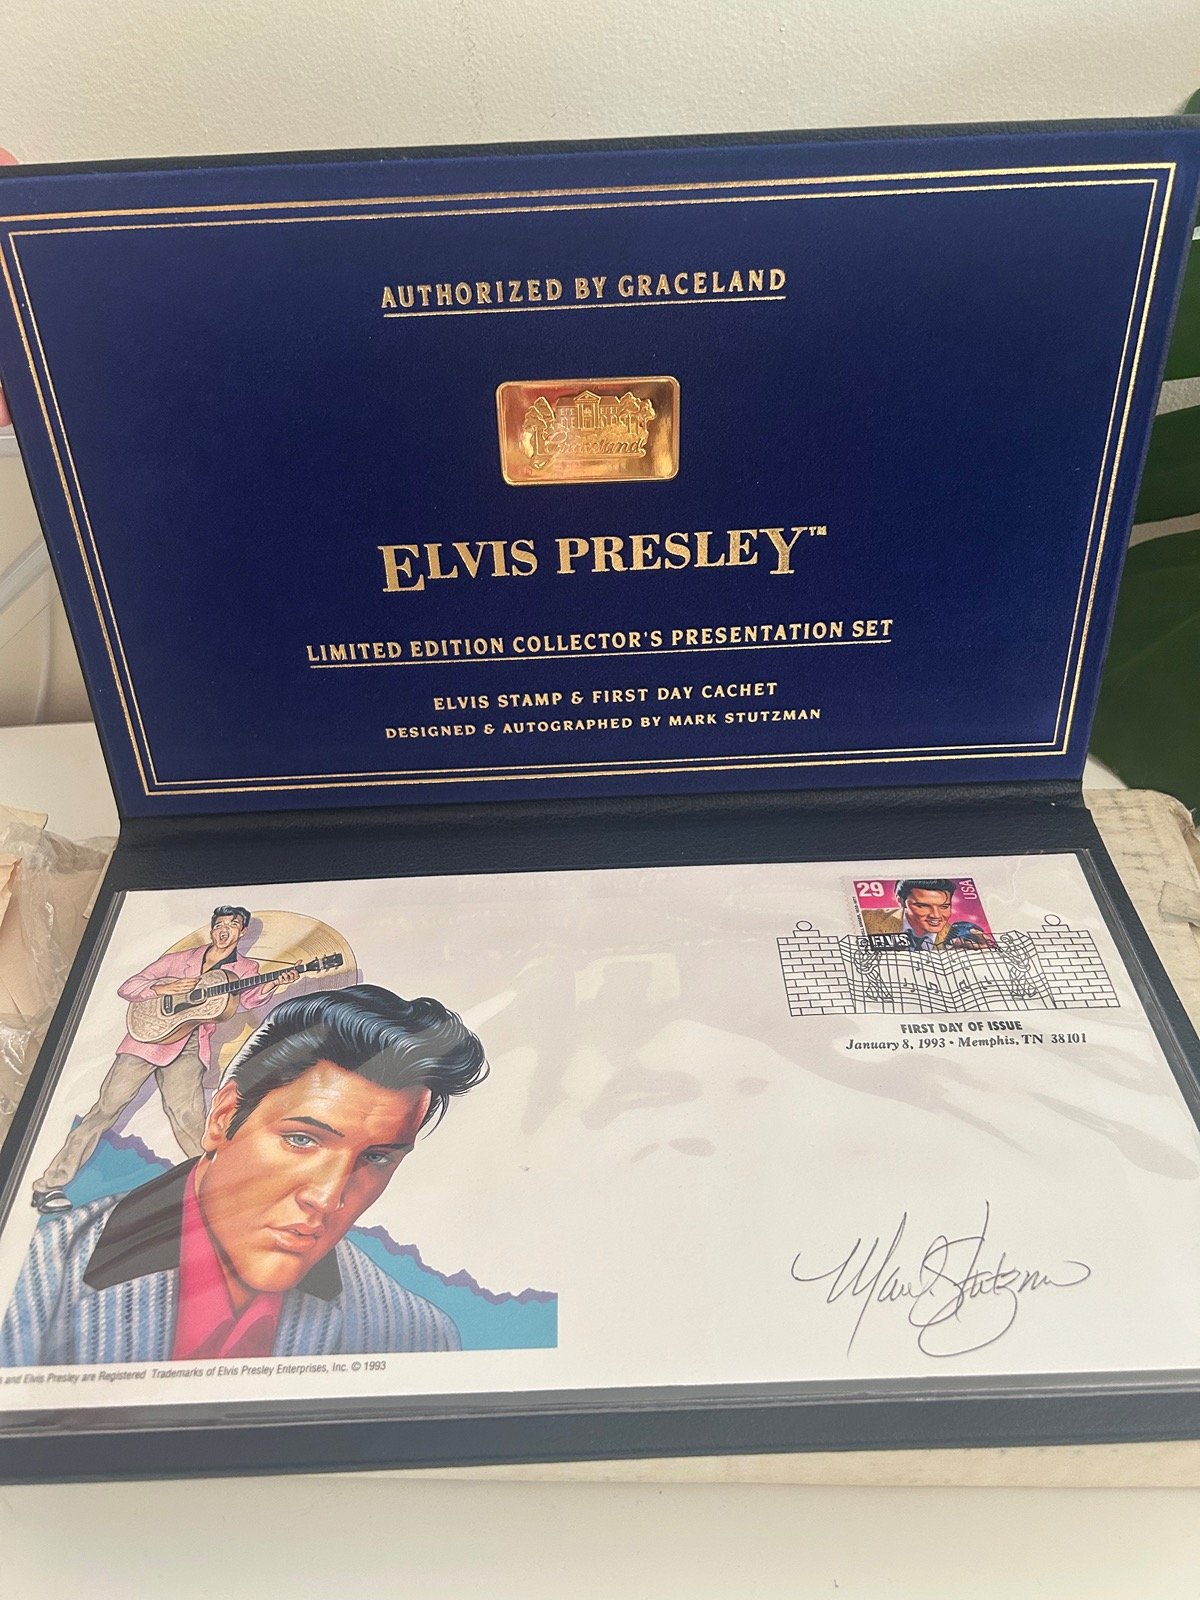 AUTHORIZED BY GRACELAND
Graceland
ELVIS PRESLEY™
LIMITED EDITION COLLECTOR'S PRESENTATION SET
ELVIS STAMP & FIRST DAY CACHET
DESIGNED & AUTOGRAPHED BY MARK STUTZMAN
29
USA
ELVIS
FIRST DAY OF ISSUE
January 8, 1993 • Memphis, TN 38101
Mark Stutzman
and Elvis Presley are Registered Trademarks of Elvis Presley Enterprises, Inc. © 1993